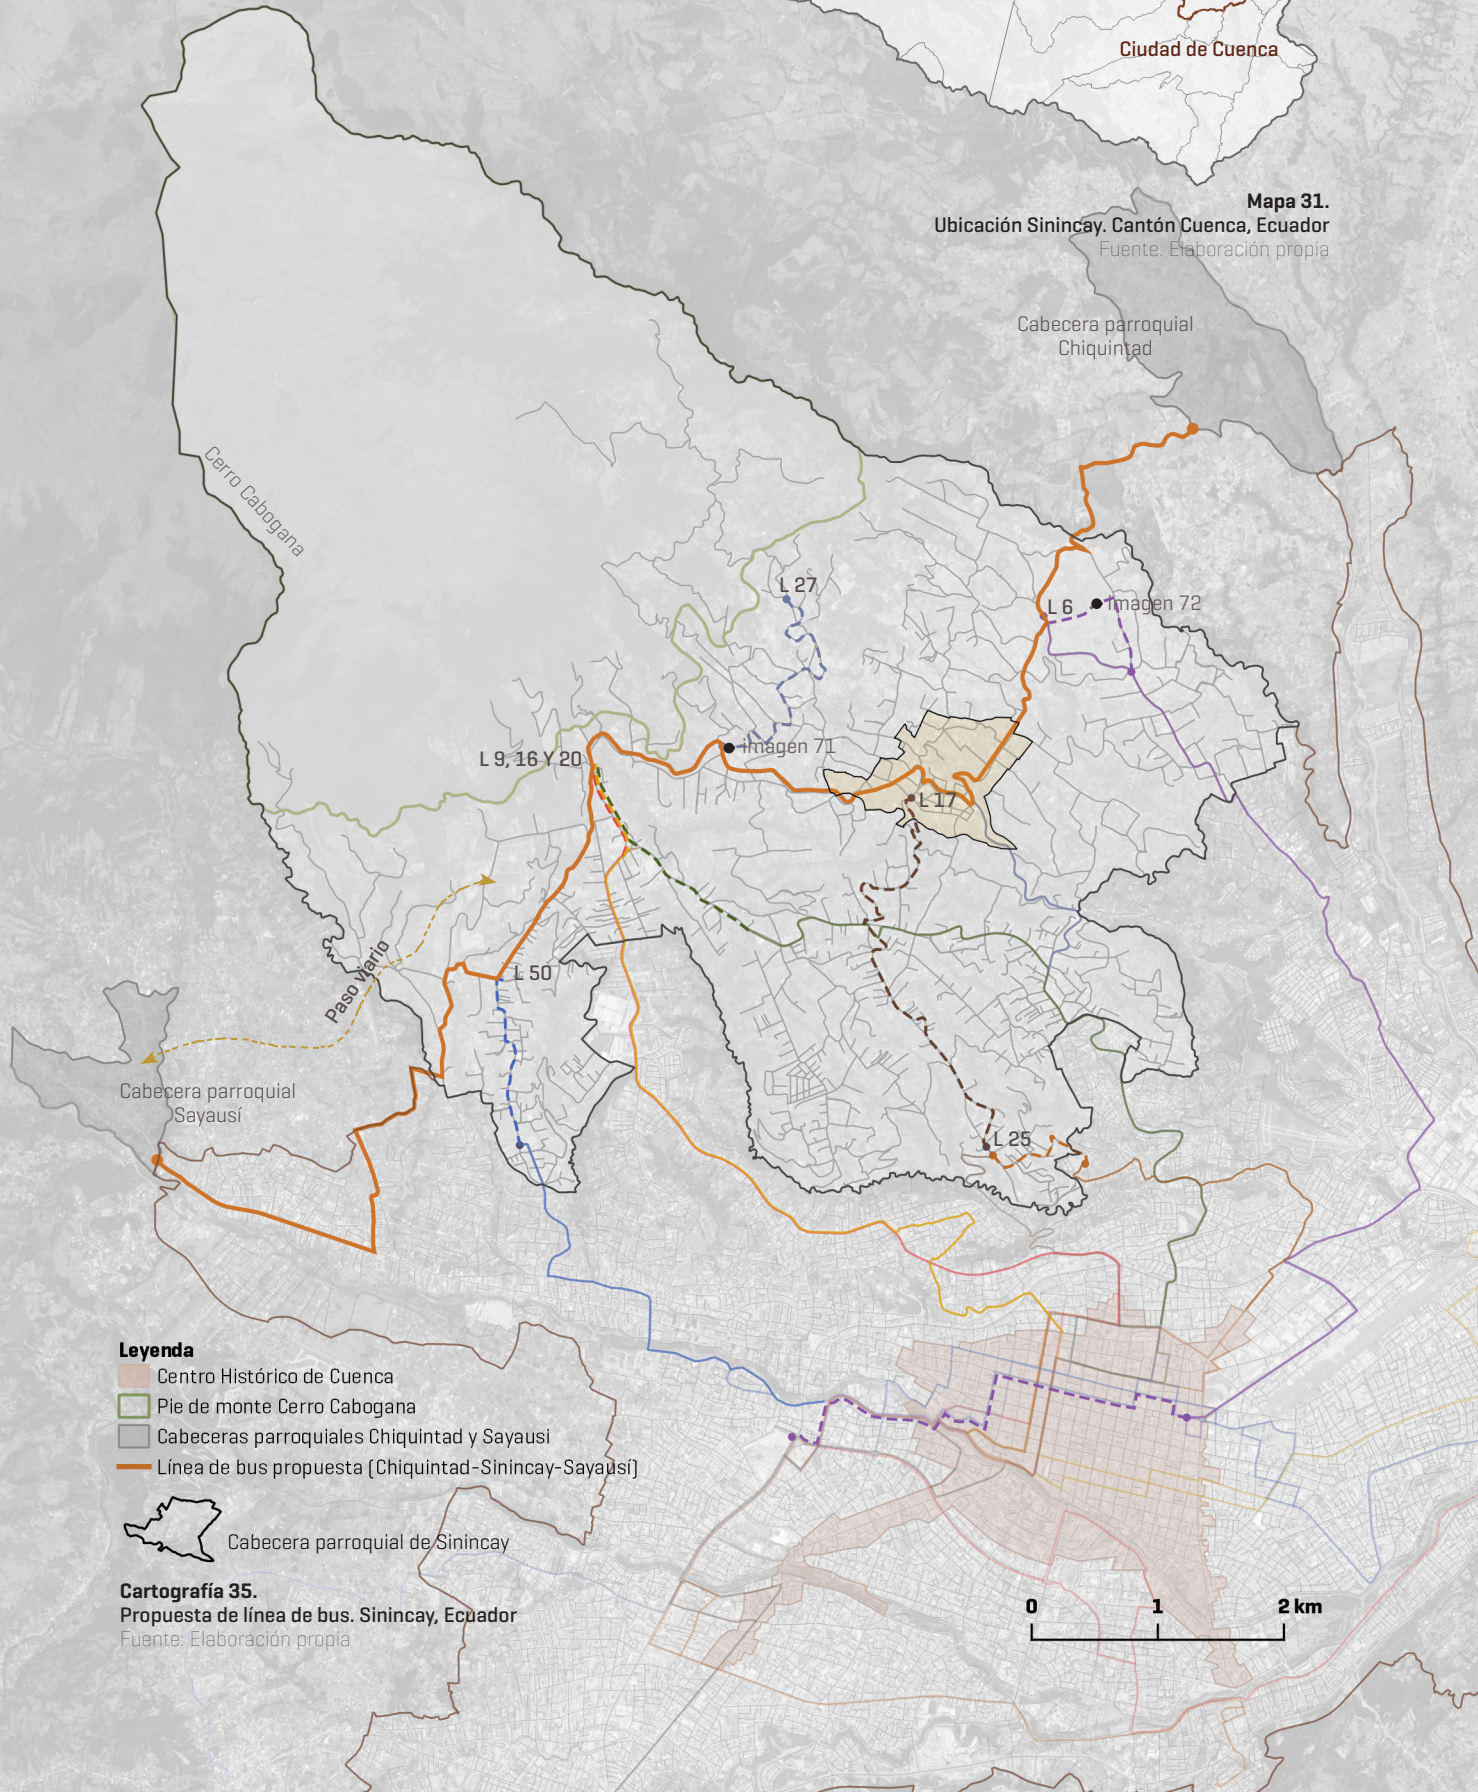 Ciudad de Cuenca
Mapa 31.
Ubicación Sinincay. Cantón Cuenca, Ecuador
Fuente: Elaboración propia
Cabecera parroquial
Chiquintad
Cerro Cabogana
L 27
L 6
Imagen 72
L 9, 16 Y 20
Imagen 71
L 17
Paso viario
L 50
Cabecera parroquial
Sayausí
L 25
Leyenda
Centro Histórico de Cuenca
Pie de monte Cerro Cabogana
Cabeceras parroquiales Chiquintad y Sayausi
Línea de bus propuesta (Chiquintad-Sinincay-Sayausí)
Cabecera parroquial de Sinincay
Cartografía 35.
Propuesta de línea de bus. Sinincay, Ecuador
Fuente: Elaboración propia
0 1 2 km